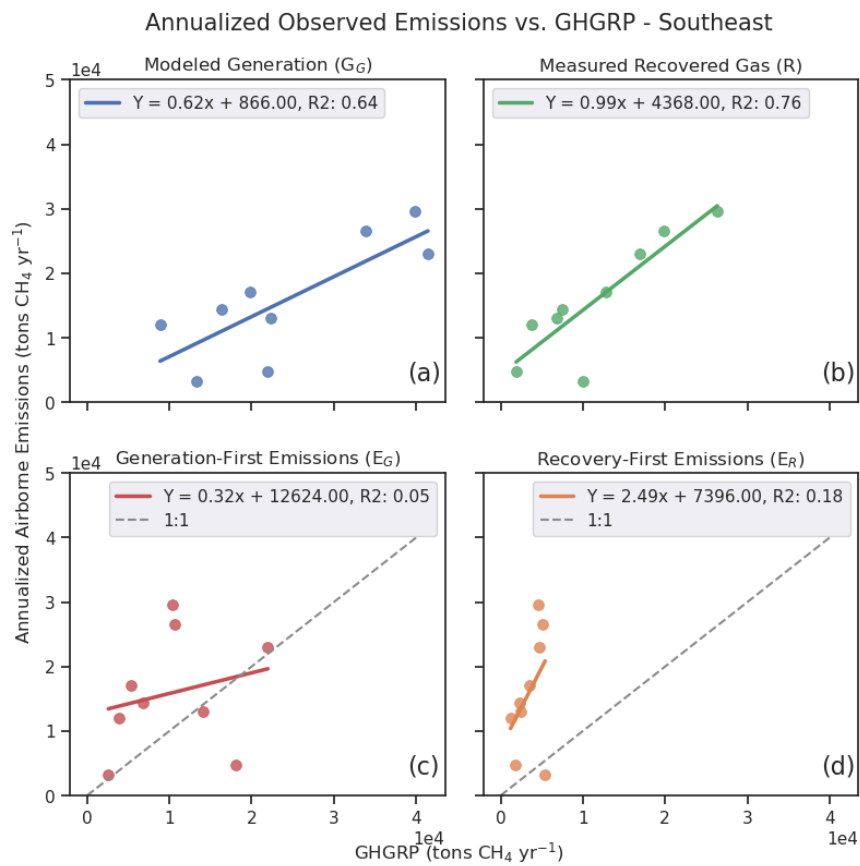 Annualized Observed Emissions vs. GHGRP - Southeast
Modeled Generation (G_G)
Measured Recovered Gas (R)
1e4
Y = 0.62x + 866.00, R2: 0.64
Y = 0.99x + 4368.00, R2: 0.76
5
4
3
2
1
0
(a)
(b)
Generation-First Emissions (E_G)
Recovery-First Emissions (E_R)
1e4
Y = 0.32x + 12624.00, R2: 0.05
1:1
Y = 2.49x + 7396.00, R2: 0.18
1:1
5
4
3
2
1
0
(c)
(d)
0 1 2 3 4
1e4
0 1 2 3 4
1e4
Annualized Airborne Emissions (tons CH₄ yr⁻¹)
GHGRP (tons CH₄ yr⁻¹)